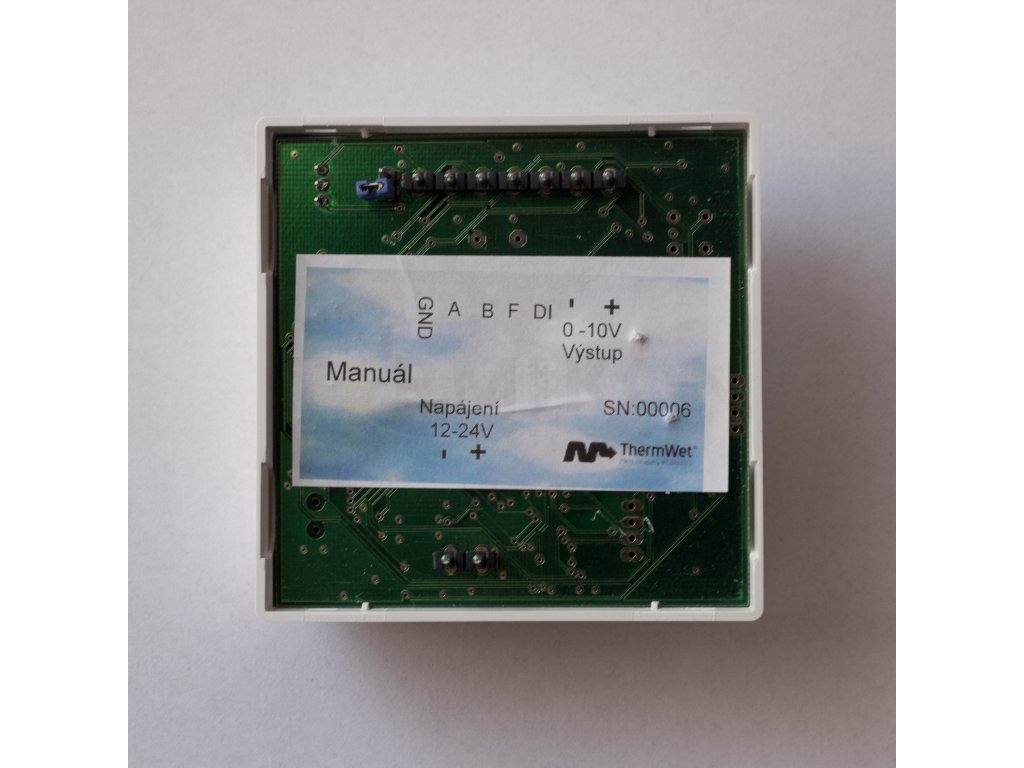 GND A B F DI - +
0 -10V
Výstup
Manuál
Napájení
12-24V
- +
SN:00006
ThermWet®